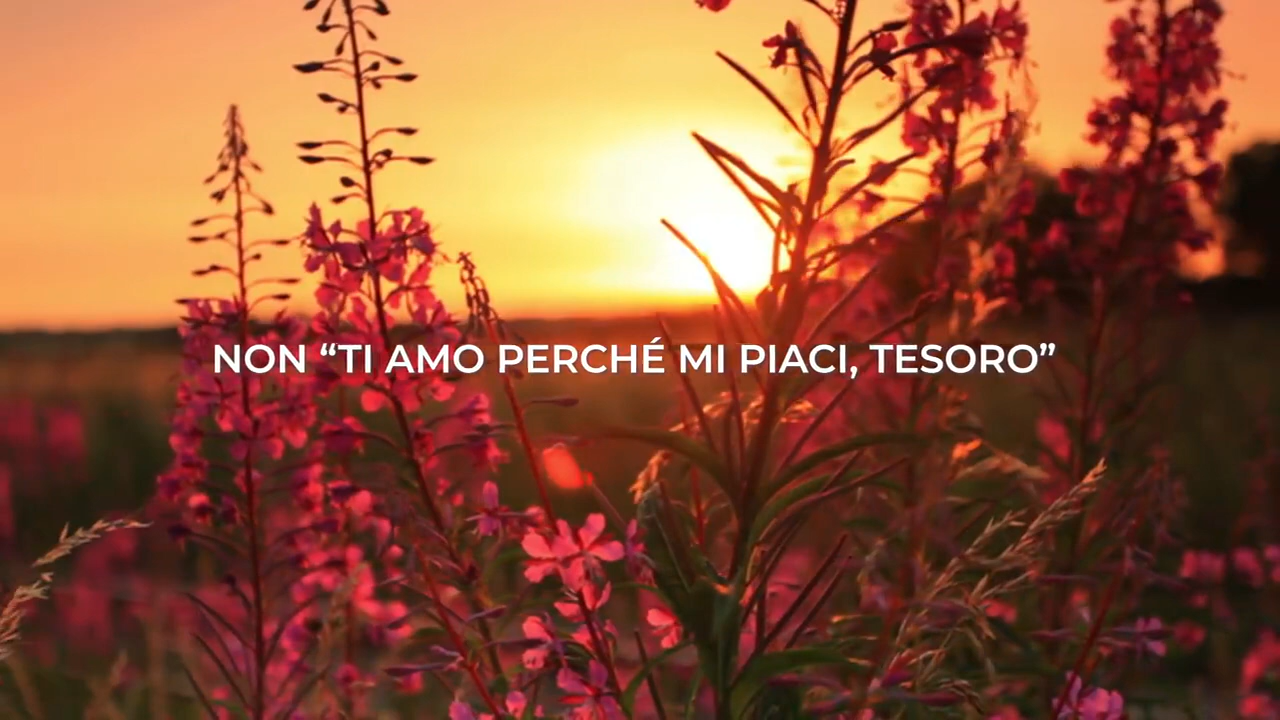 NON “TI AMO PERCHÉ MI PIACI, TESORO”